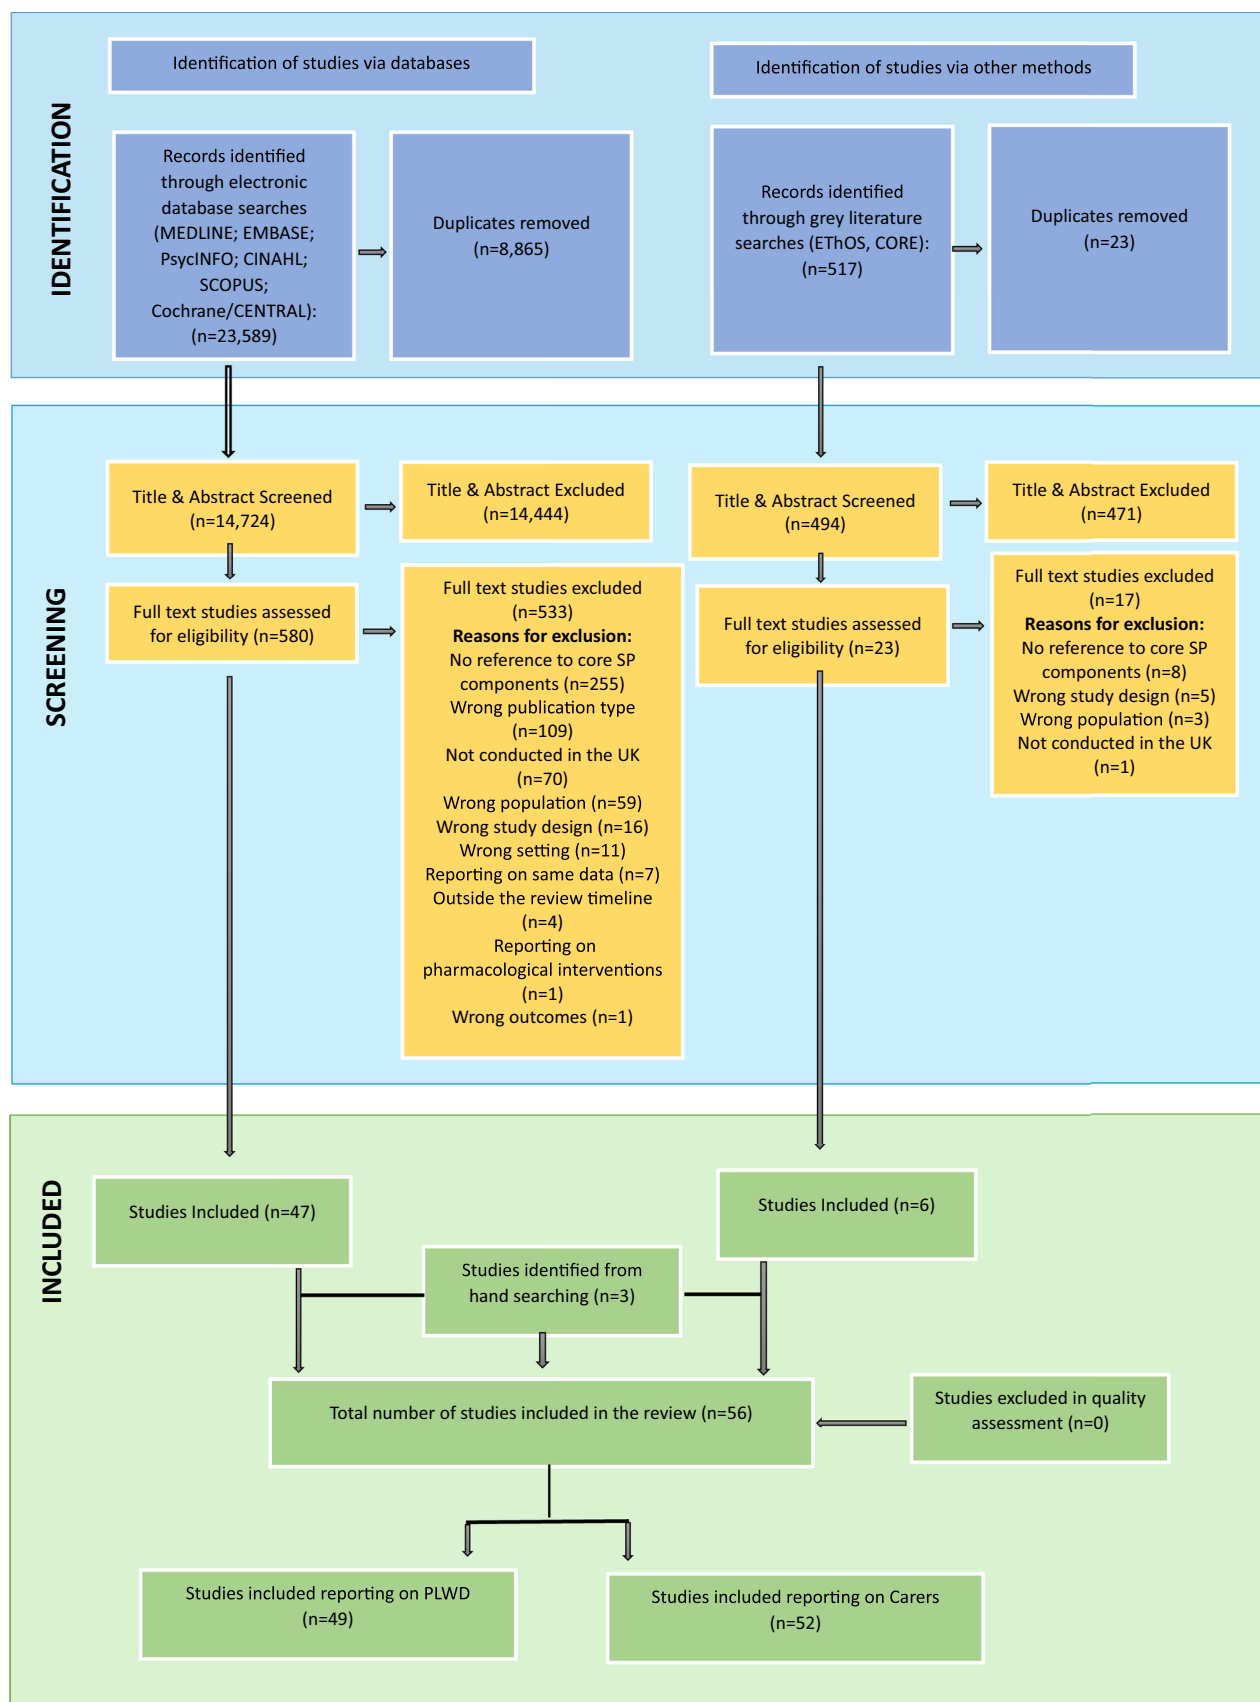 IDENTIFICATION
Identification of studies via databases
Identification of studies via other methods
Records identified
through electronic
database searches
(MEDLINE; EMBASE;
PsycINFO; CINAHL;
SCOPUS;
Cochrane/CENTRAL):
(n=23,589)
Duplicates removed
(n=8,865)
Records identified
through grey literature
searches (EThOS, CORE):
(n=517)
Duplicates removed
(n=23)
SCREENING
Title & Abstract Screened
(n=14,724)
Title & Abstract Excluded
(n=14,444)
Full text studies assessed
for eligibility (n=580)
Full text studies excluded
(n=533)
Reasons for exclusion:
No reference to core SP
components (n=255)
Wrong publication type
(n=109)
Not conducted in the UK
(n=70)
Wrong population (n=59)
Wrong study design (n=16)
Wrong setting (n=11)
Reporting on same data (n=7)
Outside the review timeline
(n=4)
Reporting on
pharmacological interventions
(n=1)
Wrong outcomes (n=1)
Title & Abstract Screened
(n=494)
Title & Abstract Excluded
(n=471)
Full text studies assessed
for eligibility (n=23)
Full text studies excluded
(n=17)
Reasons for exclusion:
No reference to core SP
components (n=8)
Wrong study design (n=5)
Wrong population (n=3)
Not conducted in the UK
(n=1)
INCLUDED
Studies Included (n=47)
Studies Included (n=6)
Studies identified from
hand searching (n=3)
Total number of studies included in the review (n=56)
Studies excluded in quality
assessment (n=0)
Studies included reporting on PLWD
(n=49)
Studies included reporting on Carers
(n=52)